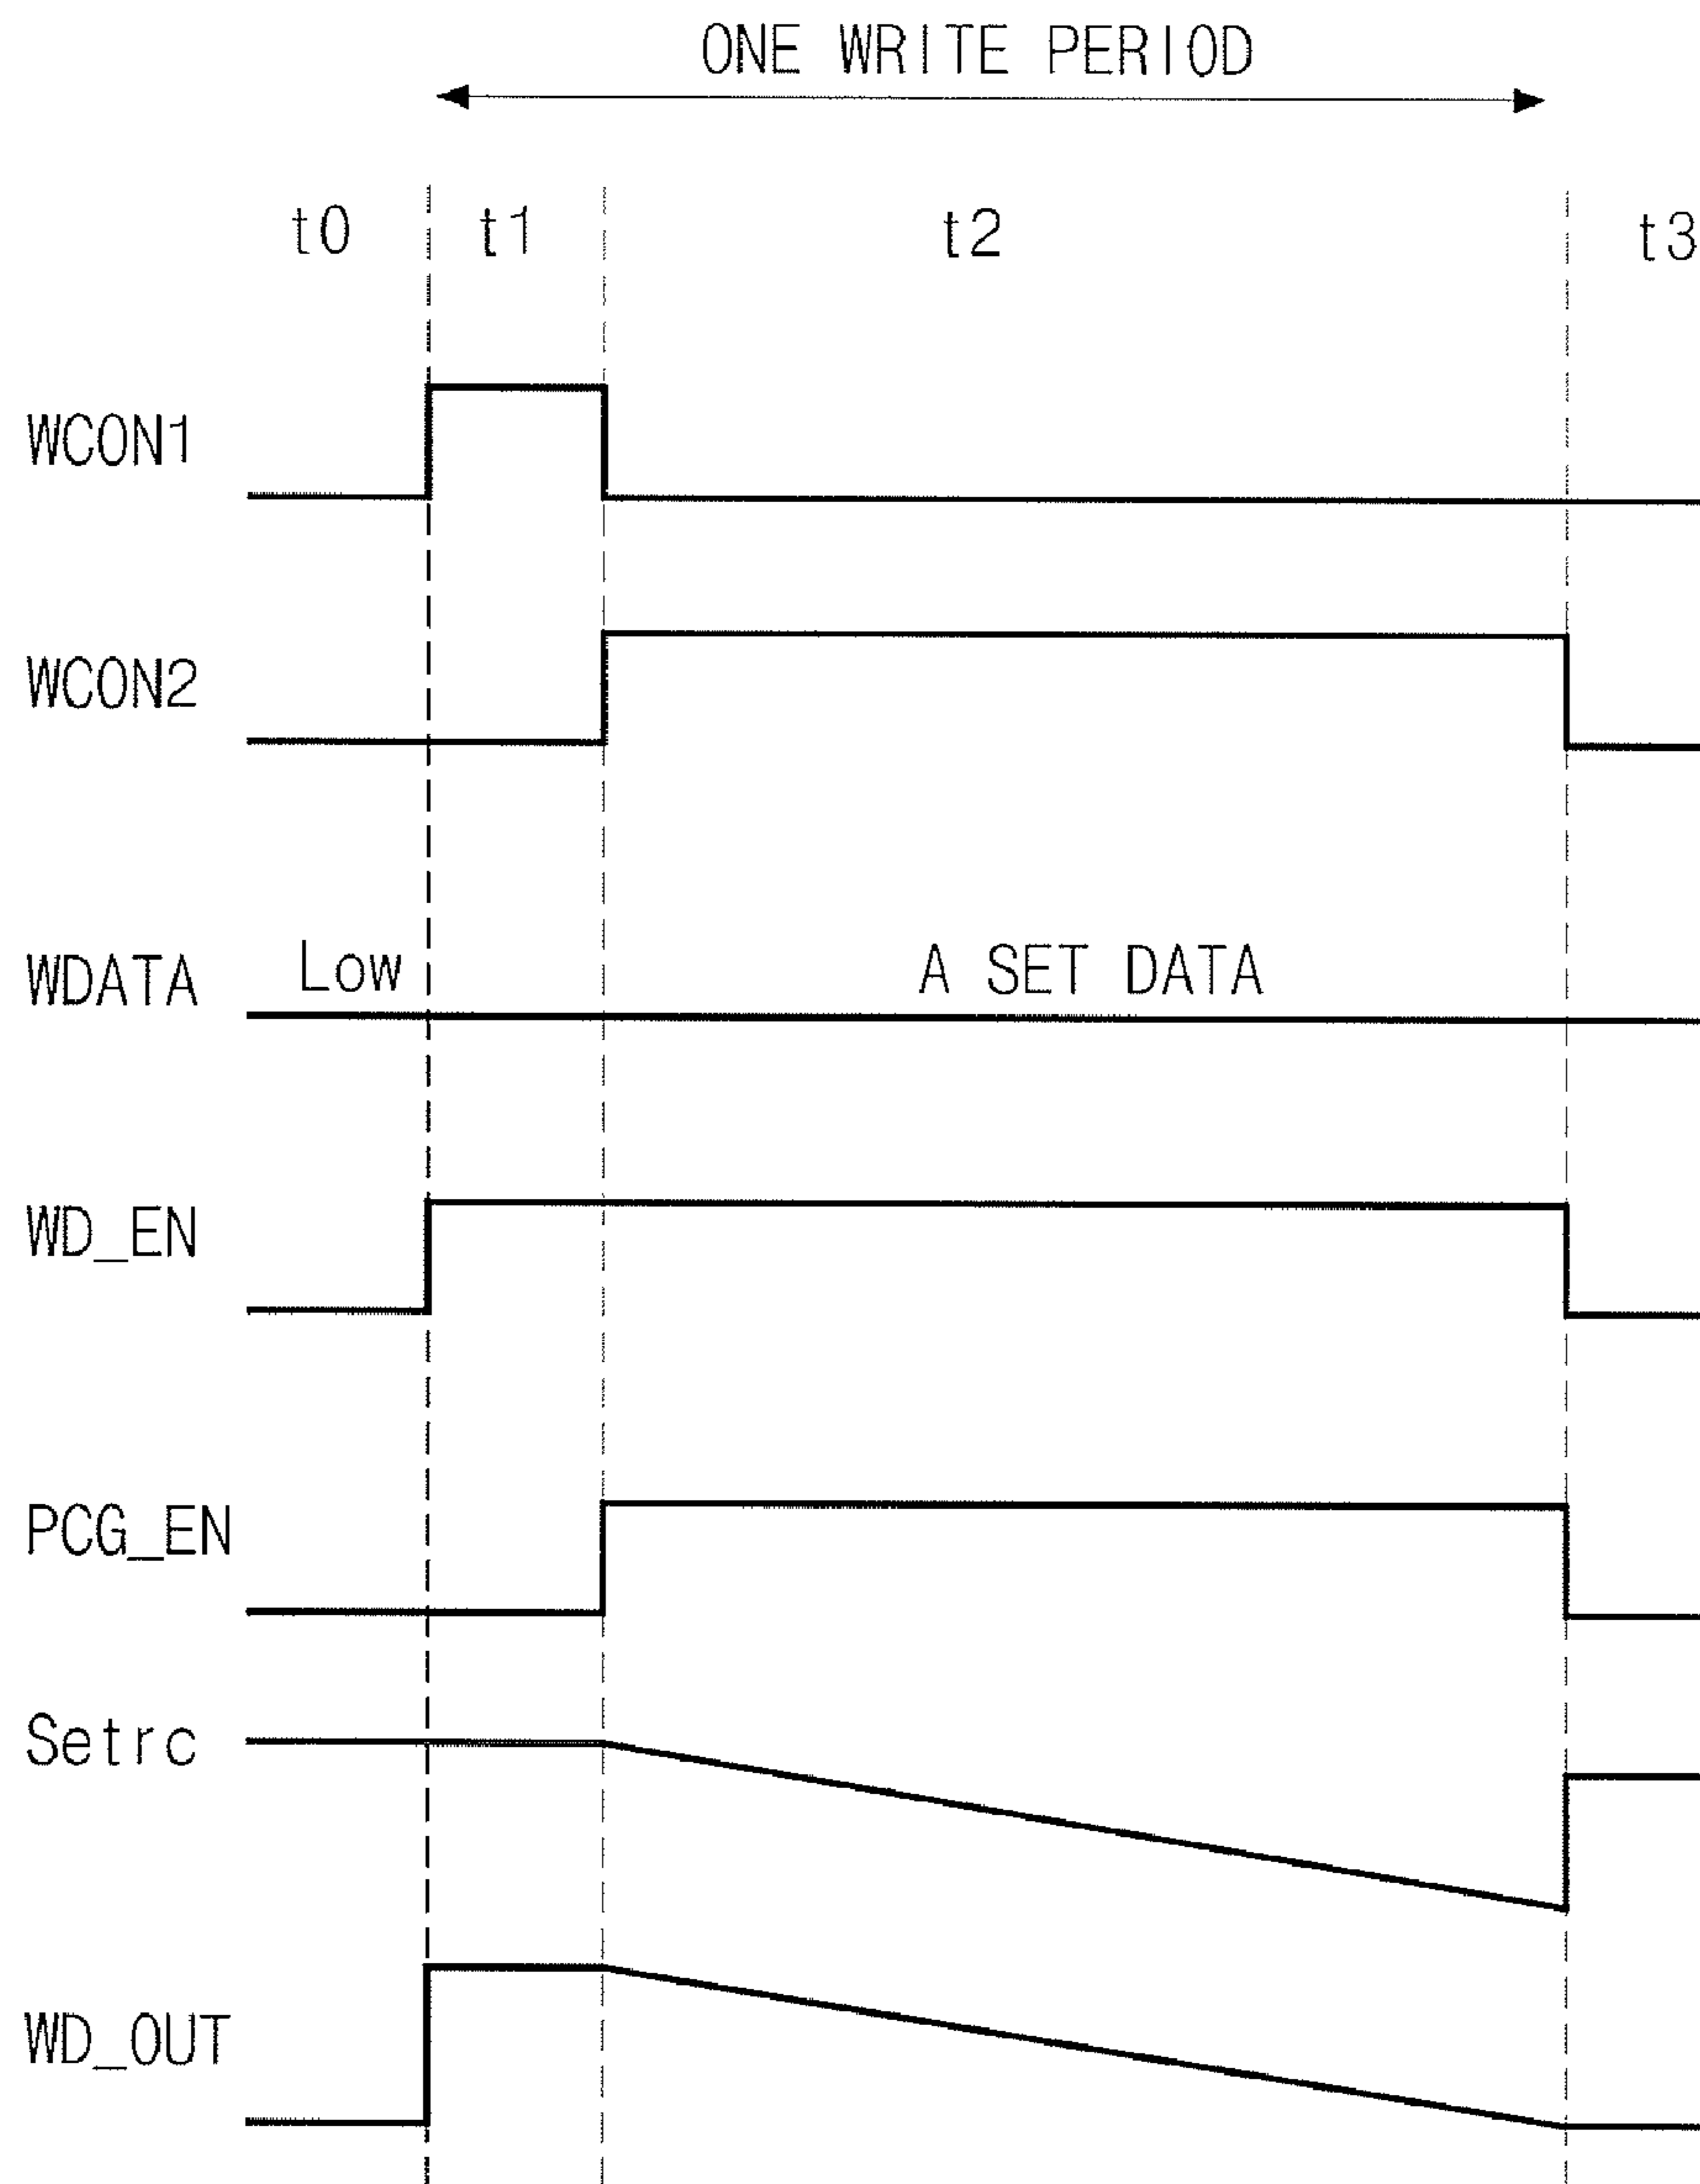 ONE WRITE PERIOD
t0 t1 t2 t3
WCON1
WCON2
WDATA Low A SET DATA
WD_EN
PCG_EN
Setrc
WD_OUT